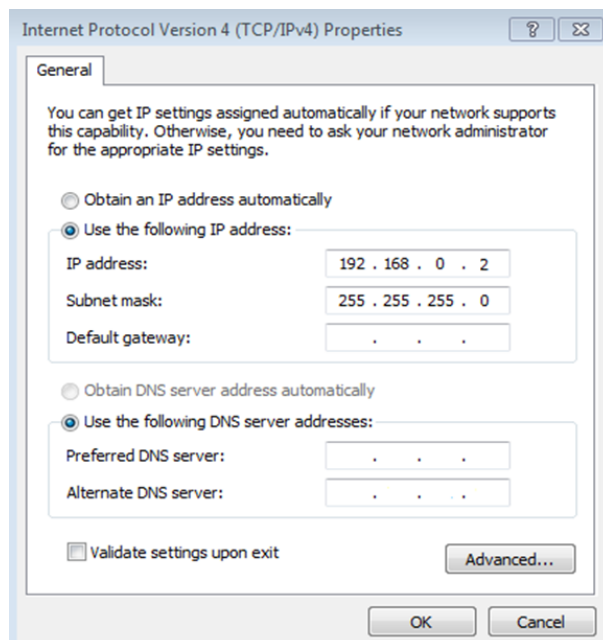 Internet Protocol Version 4 (TCP/IPv4) Properties
General
You can get IP settings assigned automatically if your network supports
this capability. Otherwise, you need to ask your network administrator
for the appropriate IP settings.
Obtain an IP address automatically
Use the following IP address:
IP address: 192 . 168 . 0 . 2
Subnet mask: 255 . 255 . 255 . 0
Default gateway: . . .
Obtain DNS server address automatically
Use the following DNS server addresses:
Preferred DNS server: . . .
Alternate DNS server: . . .
Validate settings upon exit
Advanced...
OK Cancel